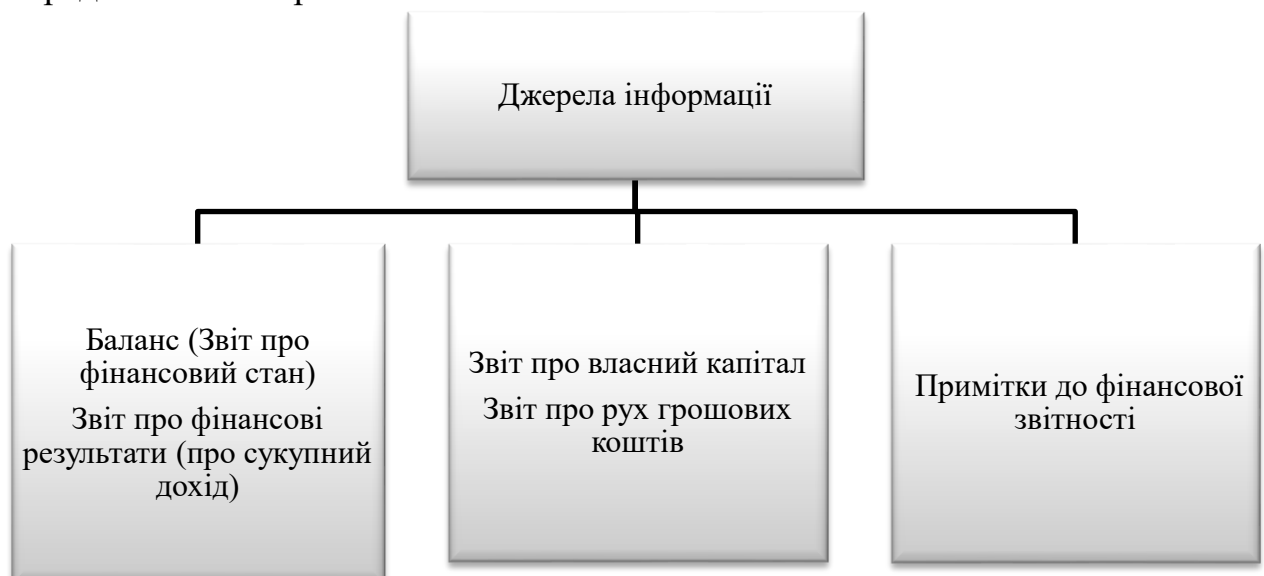 Джерела інформації
Баланс (Звіт про
фінансовий стан)
Звіт про фінансові
результати (про сукупний
дохід)
Звіт про власний капітал
Звіт про рух грошових
коштів
Примітки до фінансової
звітності